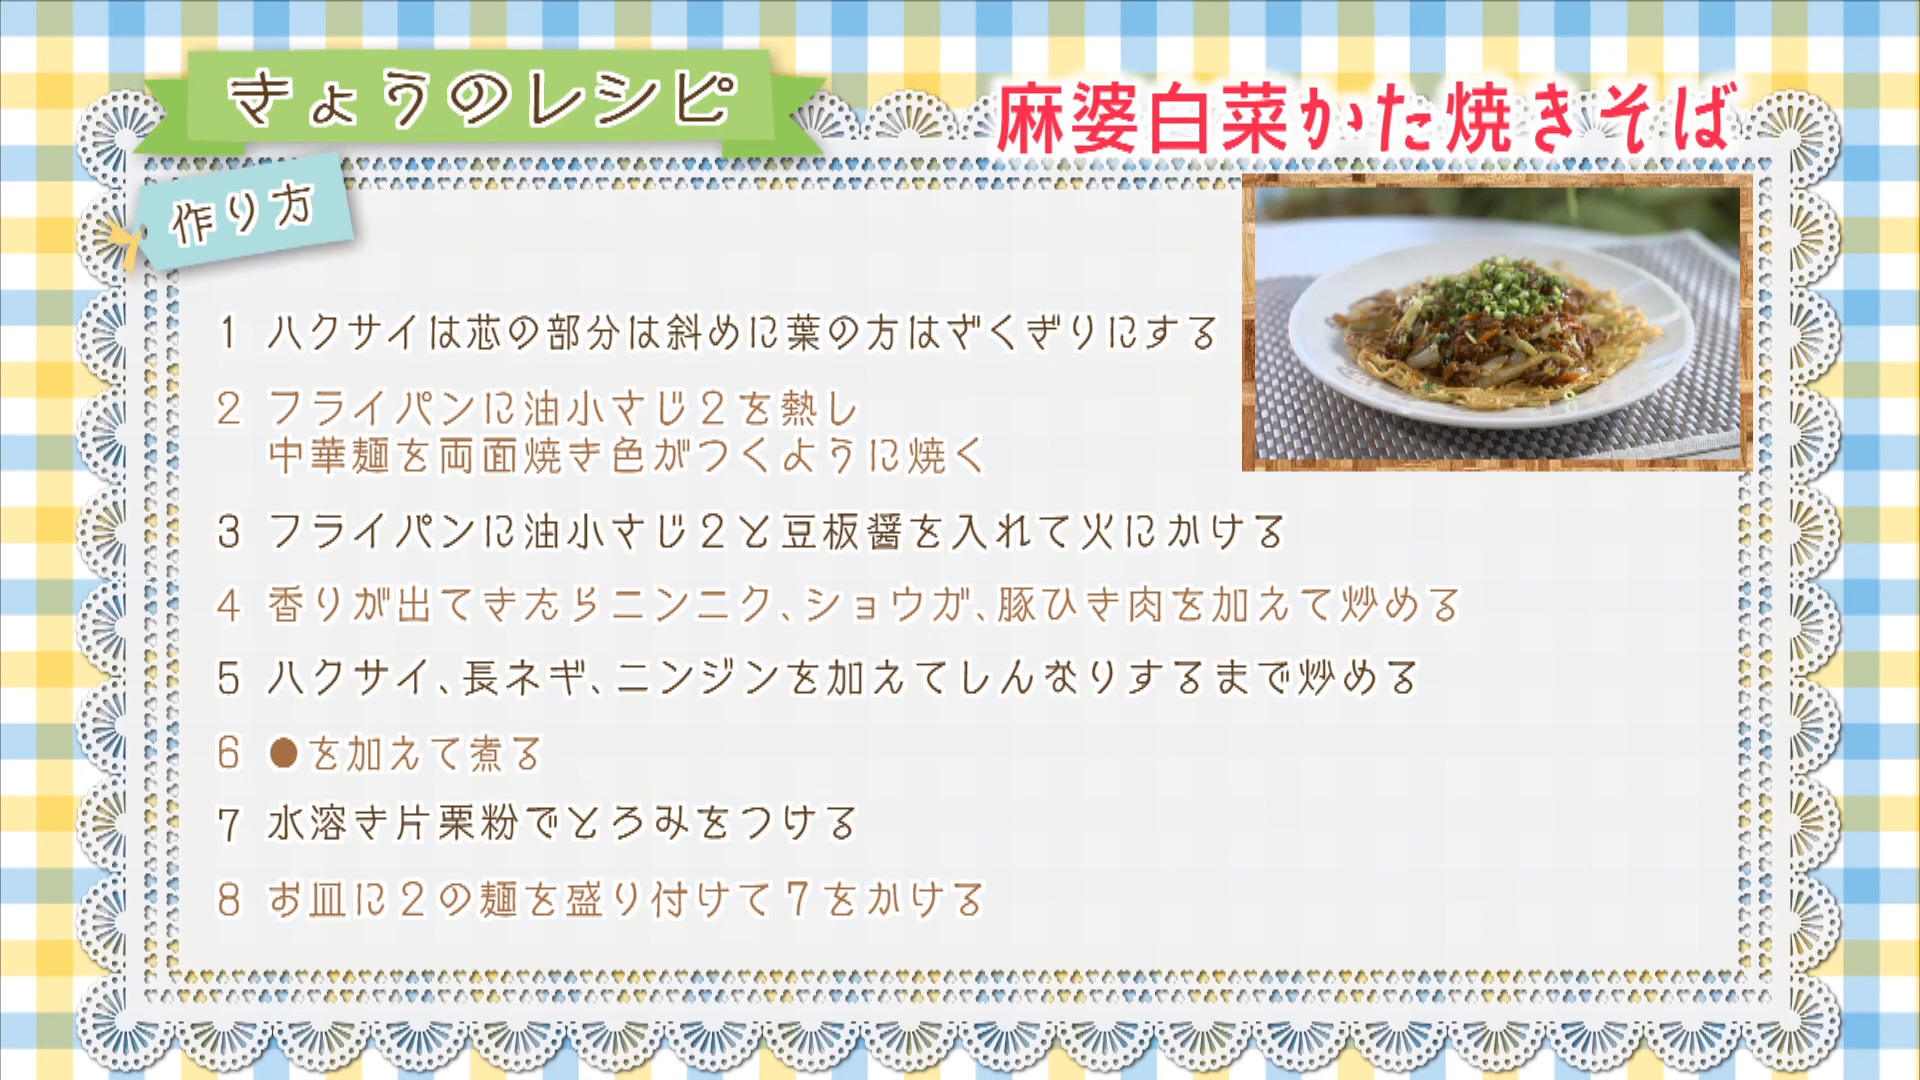 きょうのレシピ
麻婆白菜かた焼きそば
作り方
1 ハクサイは芯の部分は斜めに葉の方はざくぎりにする
2 フライパンに油小さじ２を熱し
中華麺を両面焼き色がつくように焼く
3 フライパンに油小さじ２と豆板醤を入れて火にかける
4 香りが出てきたらニンニク、ショウガ、豚ひき肉を加えて炒める
5 ハクサイ、長ネギ、ニンジンを加えてしんなりするまで炒める
6 ●を加えて煮る
7 水溶き片栗粉でとろみをつける
8 お皿に２の麺を盛り付けて７をかける